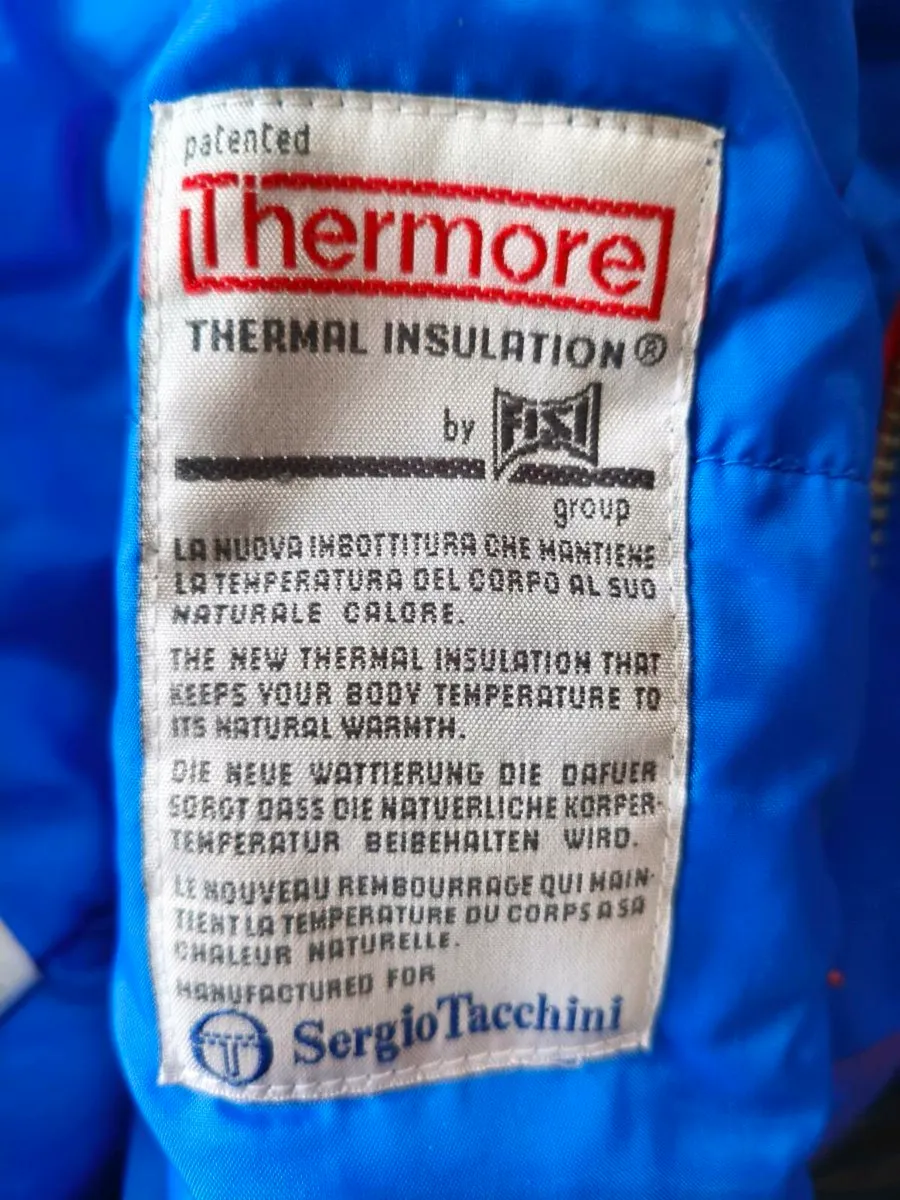 patented
Thermore
THERMAL INSULATION®
by FISI
group
LA NUOVA IMBOTTITURA CHE MANTIENE
LA TEMPERATURA DEL CORPO AL SUO
NATURALE CALORE.
THE NEW THERMAL INSULATION THAT
KEEPS YOUR BODY TEMPERATURE TO
ITS NATURAL WARMTH.
DIE NEUE WATTIERUNG DIE DAFUER
SORGT DASS DIE NATUERLICHE KORPER-
TEMPERATUR BEIBEHALTEN WIRD.
LE NOUVEAU REMBOURRAGE QUI MAIN-
TIENT LA TEMPERATURE DU CORPS A SA
CHALEUR NATURELLE.
MANUFACTURED FOR
Sergio Tacchini